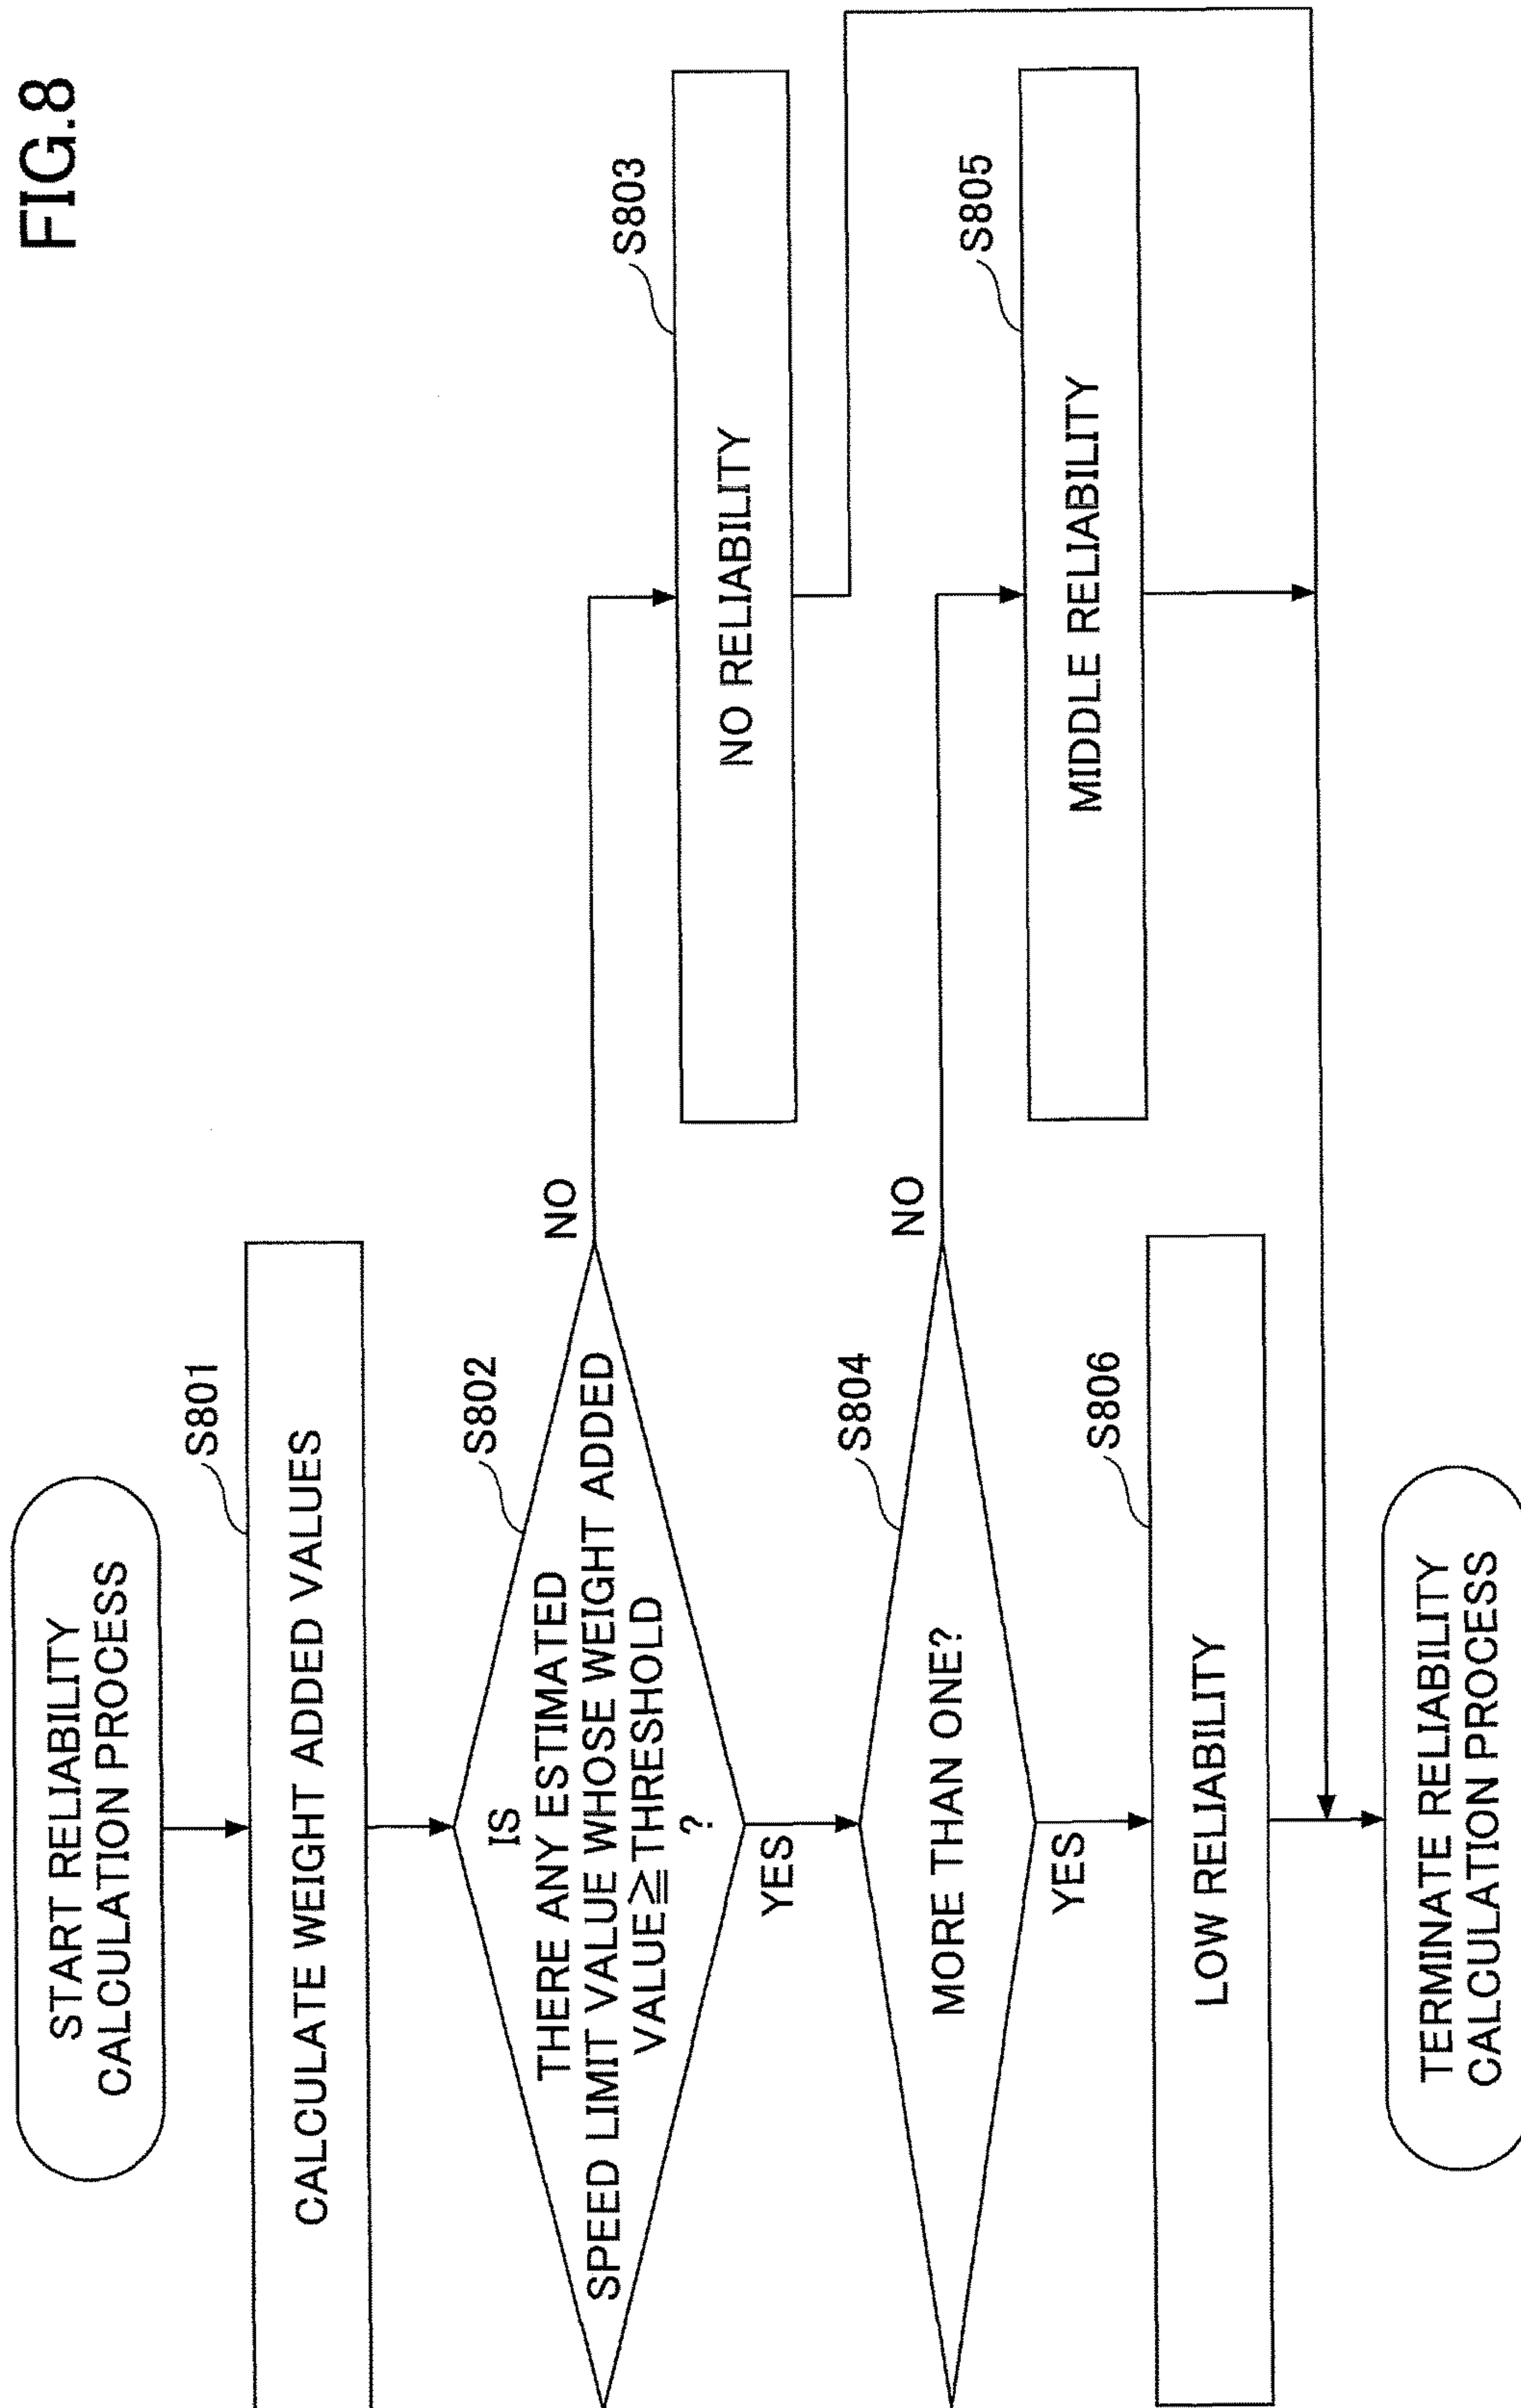 FIG.8
START RELIABILITY
CALCULATION PROCESS
S801
CALCULATE WEIGHT ADDED VALUES
S802
IS
THERE ANY ESTIMATED
SPEED LIMIT VALUE WHOSE WEIGHT ADDED
VALUE≧THRESHOLD
?
NO
S803
NO RELIABILITY
YES
S804
MORE THAN ONE?
NO
S805
MIDDLE RELIABILITY
YES
S806
LOW RELIABILITY
TERMINATE RELIABILITY
CALCULATION PROCESS